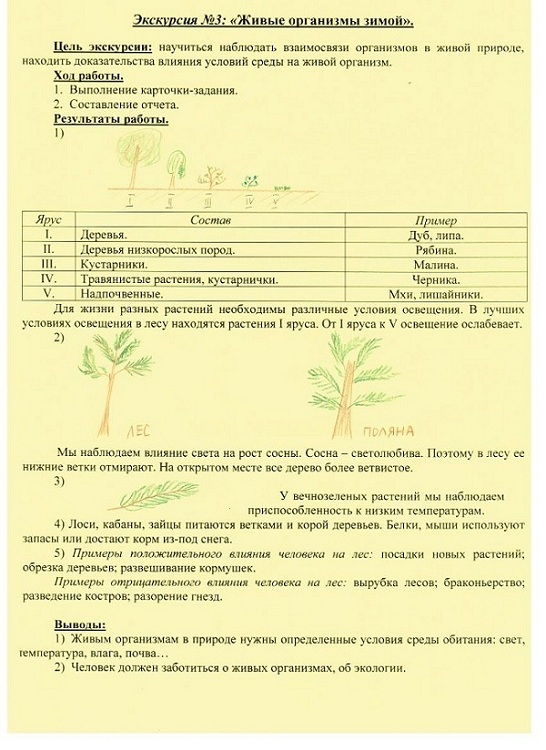 Экскурсия №3: «Живые организмы зимой».
Цель экскурсии: научиться наблюдать взаимосвязи организмов в живой природе,
находить доказательства влияния условий среды на живой организм.
Ход работы.
1. Выполнение карточки-задания.
2. Составление отчета.
Результаты работы.
1)
I II III IV V
Ярус Состав Пример
I. Деревья. Дуб, липа.
II. Деревья низкорослых пород. Рябина.
III. Кустарники. Малина.
IV. Травянистые растения, кустарнички. Черника.
V. Надпочвенные. Мхи, лишайники.
Для жизни разных растений необходимы различные условия освещения. В лучших
условиях освещения в лесу находятся растения I яруса. От I яруса к V освещение ослабевает.
2)
ЛЕС ПОЛЯНА
Мы наблюдаем влияние света на рост сосны. Сосна – светолюбива. Поэтому в лесу ее
нижние ветки отмирают. На открытом месте все дерево более ветвистое.
3)
У вечнозеленых растений мы наблюдаем
приспособленность к низким температурам.
4) Лоси, кабаны, зайцы питаются ветками и корой деревьев. Белки, мыши используют
запасы или достают корм из-под снега.
5) Примеры положительного влияния человека на лес: посадки новых растений;
обрезка деревьев; развешивание кормушек.
Примеры отрицательного влияния человека на лес: вырубка лесов; браконьерство;
разведение костров; разорение гнезд.
Выводы:
1) Живым организмам в природе нужны определенные условия среды обитания: свет,
температура, влага, почва…
2) Человек должен заботиться о живых организмах, об экологии.